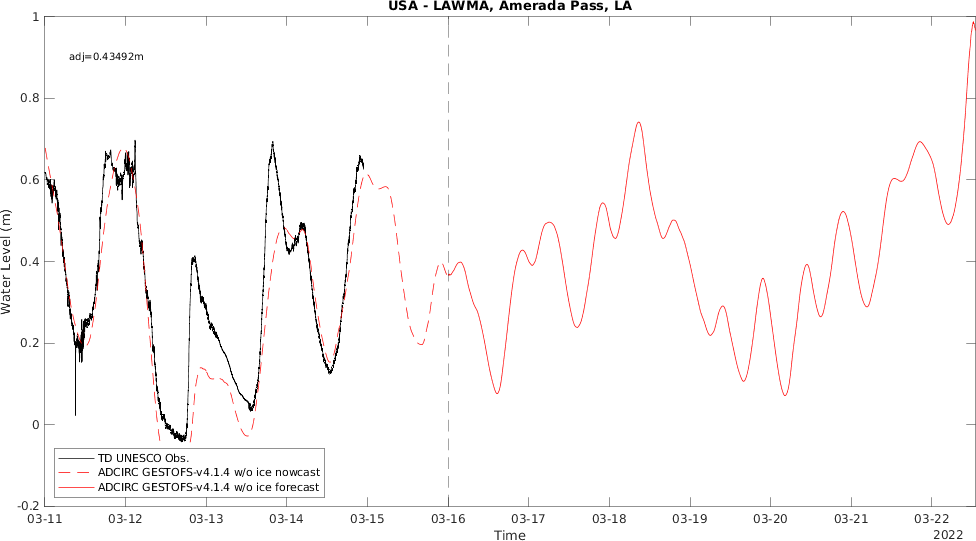 USA - LAWMA, Amerada Pass, LA
1
adj=0.43492m
0.8
0.6
0.4
0.2
0
-0.2
Water Level (m)
TD UNESCO Obs.
ADCIRC GESTOFS-v4.1.4 w/o ice nowcast
ADCIRC GESTOFS-v4.1.4 w/o ice forecast
03-11 03-12 03-13 03-14 03-15 03-16 03-17 03-18 03-19 03-20 03-21 03-22
Time 2022